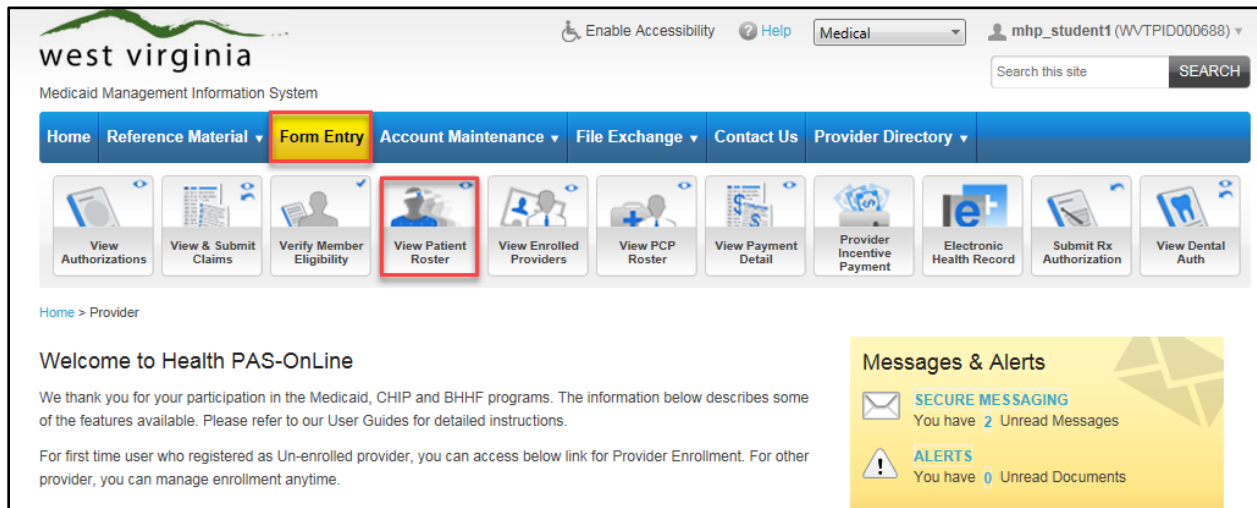 west virginia
Medicaid Management Information System
Enable Accessibility Help Medical mhp_student1 (WVTPID000688)
Search this site SEARCH
Home Reference Material Form Entry Account Maintenance File Exchange Contact Us Provider Directory
View Authorizations
View & Submit Claims
Verify Member Eligibility
View Patient Roster
View Enrolled Providers
View PCP Roster
View Payment Detail
Provider Incentive Payment
Electronic Health Record
Submit Rx Authorization
View Dental Auth
Home > Provider
Welcome to Health PAS-OnLine
We thank you for your participation in the Medicaid, CHIP and BHHF programs. The information below describes some
of the features available. Please refer to our User Guides for detailed instructions.
For first time user who registered as Un-enrolled provider, you can access below link for Provider Enrollment. For other
provider, you can manage enrollment anytime.
Messages & Alerts
SECURE MESSAGING
You have 2 Unread Messages
ALERTS
You have 0 Unread Documents